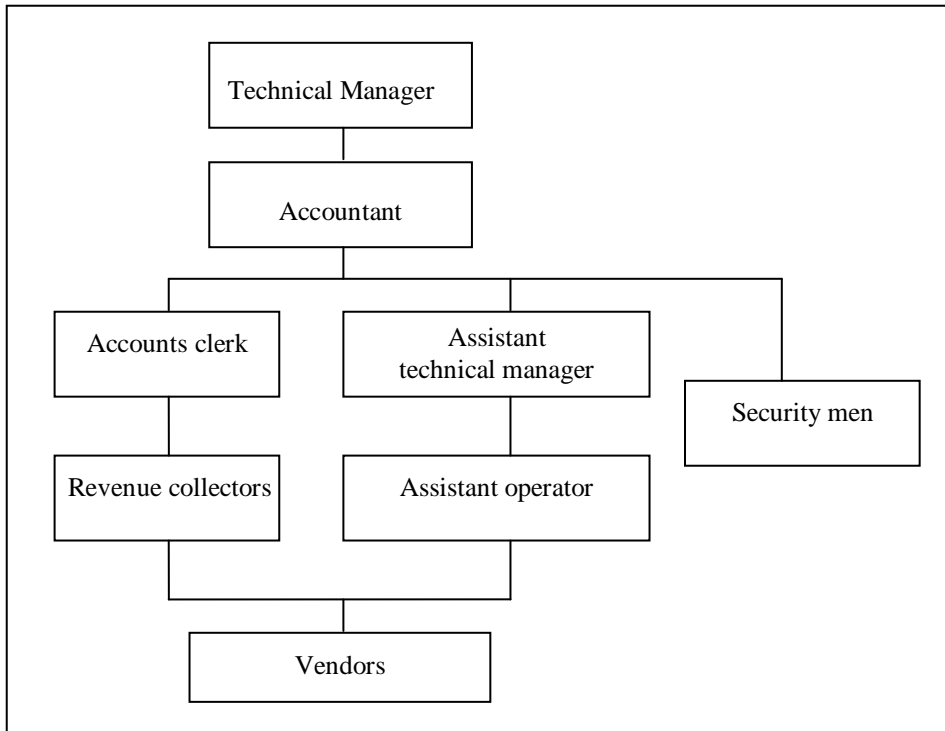 Technical Manager
Accountant
Accounts clerk
Assistant
technical manager
Security men
Revenue collectors
Assistant operator
Vendors